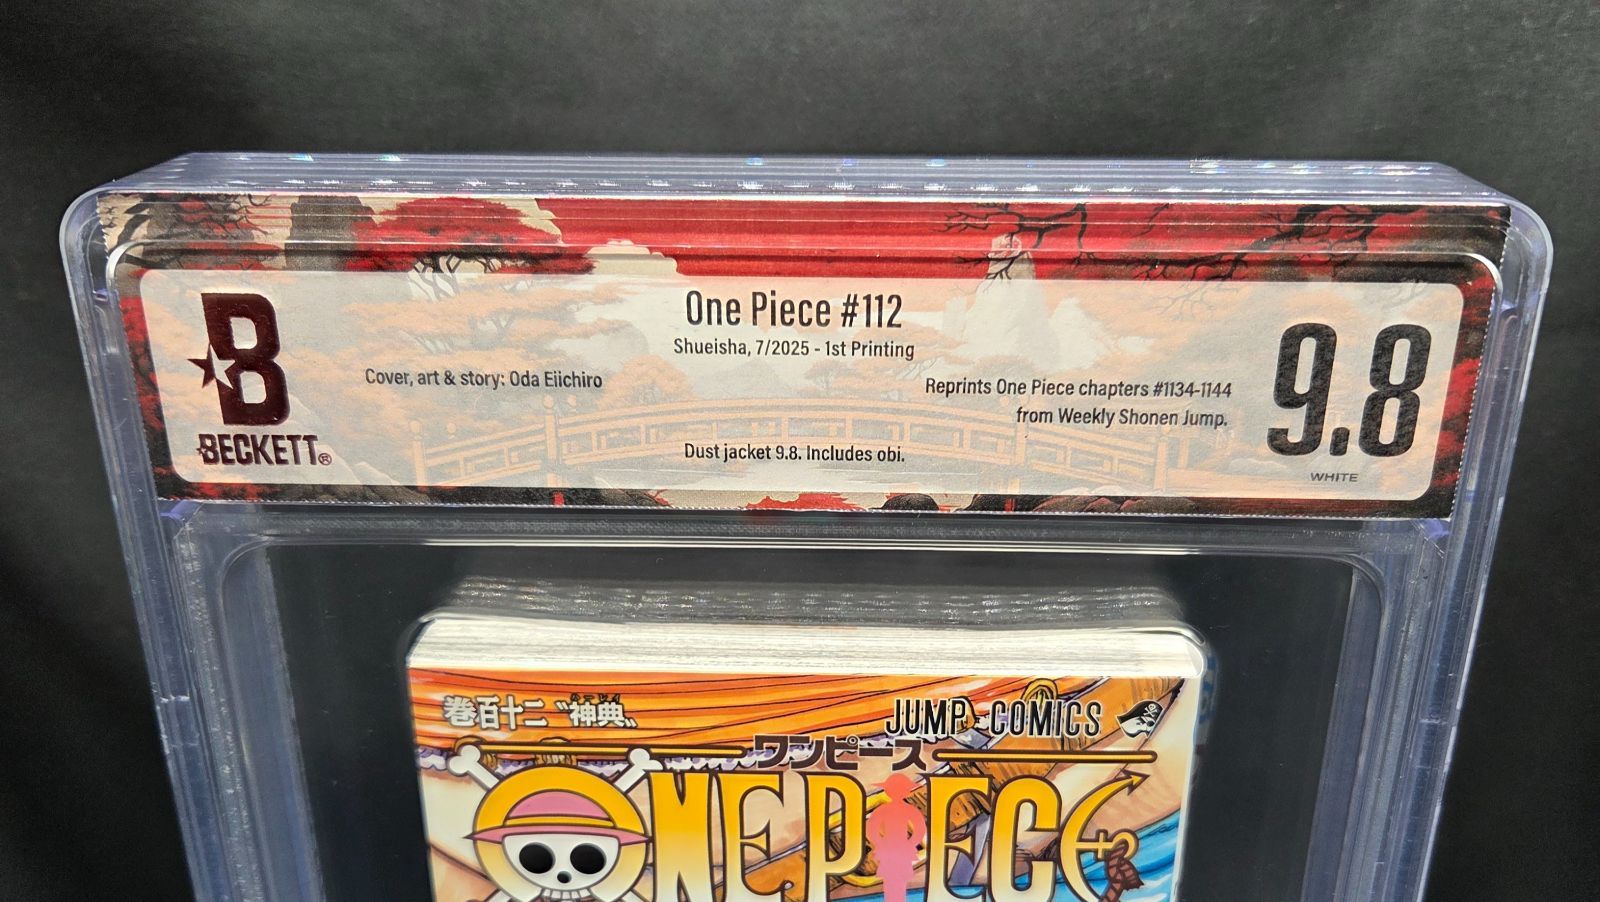 One Piece #112
Shueisha, 7/2025 - 1st Printing
Cover, art & story: Oda Eiichiro
Reprints One Piece chapters #1134-1144
from Weekly Shonen Jump.
Dust jacket 9.8. Includes obi.
B
BECKETT®
9.8
WHITE
巻百十二〝神典〟
JUMP COMICS
ワンピース
ONE PIECE